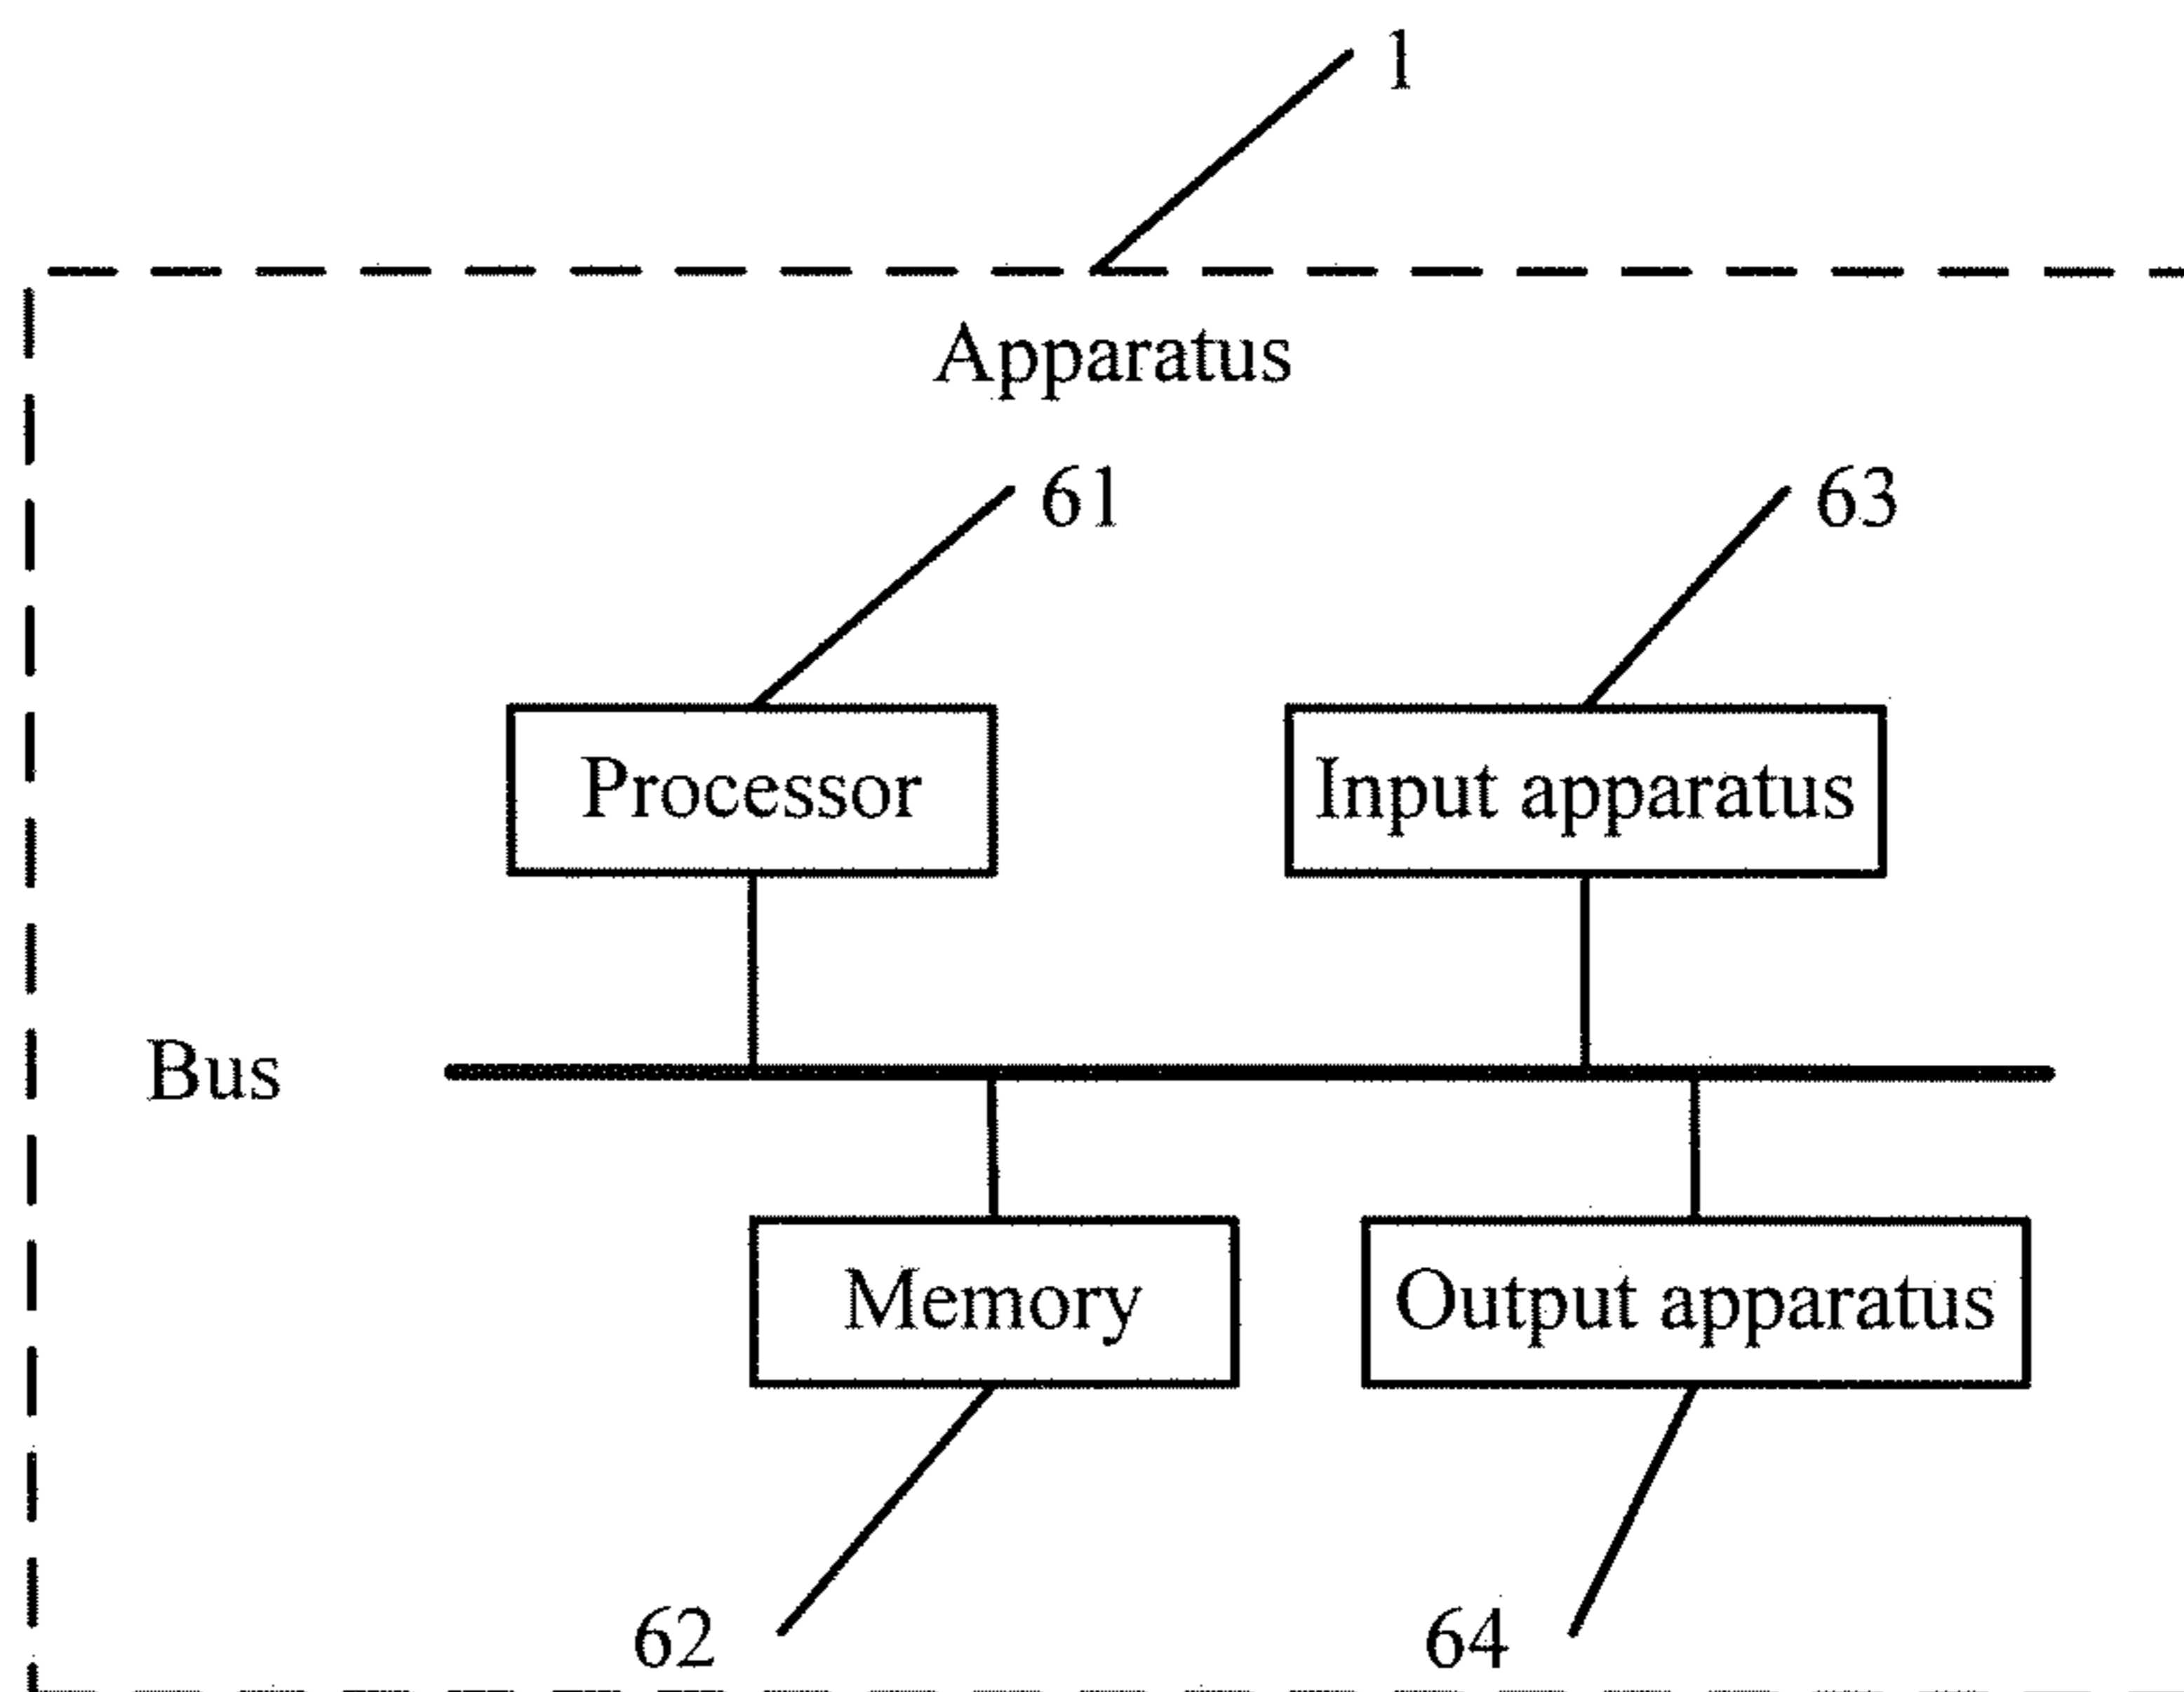 1
Apparatus
61
63
Processor
Input apparatus
Bus
Memory
Output apparatus
62
64